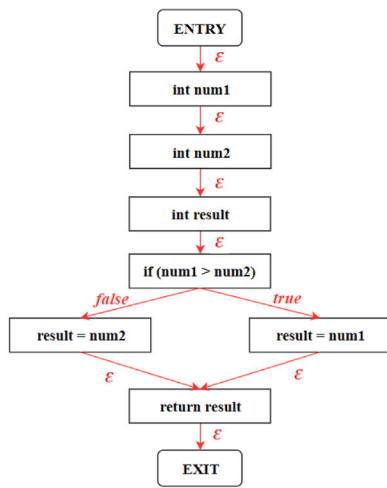 ENTRY
ε
int num1
ε
int num2
ε
int result
ε
if (num1 > num2)
false
true
result = num2
result = num1
ε
ε
return result
ε
EXIT